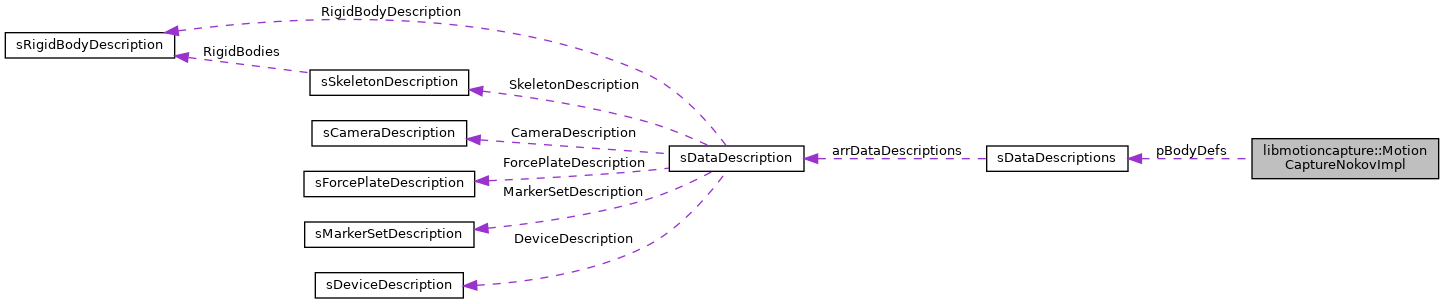 RigidBodyDescription
sRigidBodyDescription
RigidBodies
sSkeletonDescription
SkeletonDescription
sCameraDescription
CameraDescription
sDataDescription
arrDataDescriptions
sDataDescriptions
pBodyDefs
libmotioncapture::Motion
CaptureNokovImpl
ForcePlateDescription
sForcePlateDescription
MarkerSetDescription
sMarkerSetDescription
DeviceDescription
sDeviceDescription